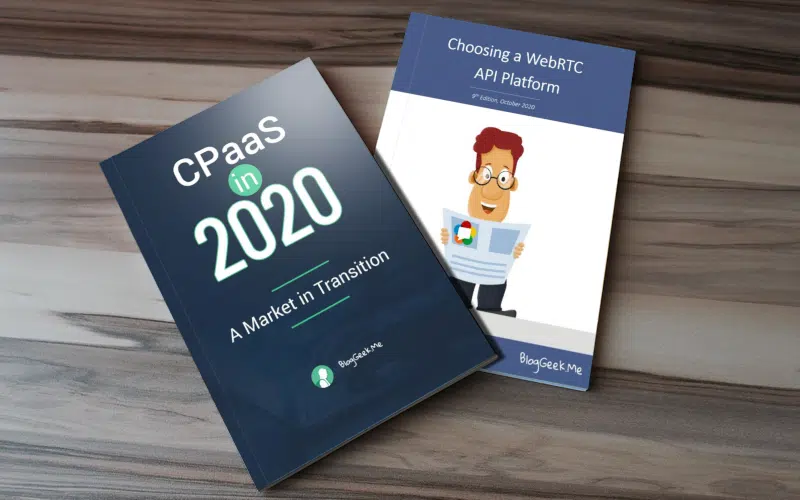 CPaaS
in
2020
A Market in Transition
BlogGeek.Me
Choosing a WebRTC
API Platform
9th Edition, October 2020
BlogGeek.Me